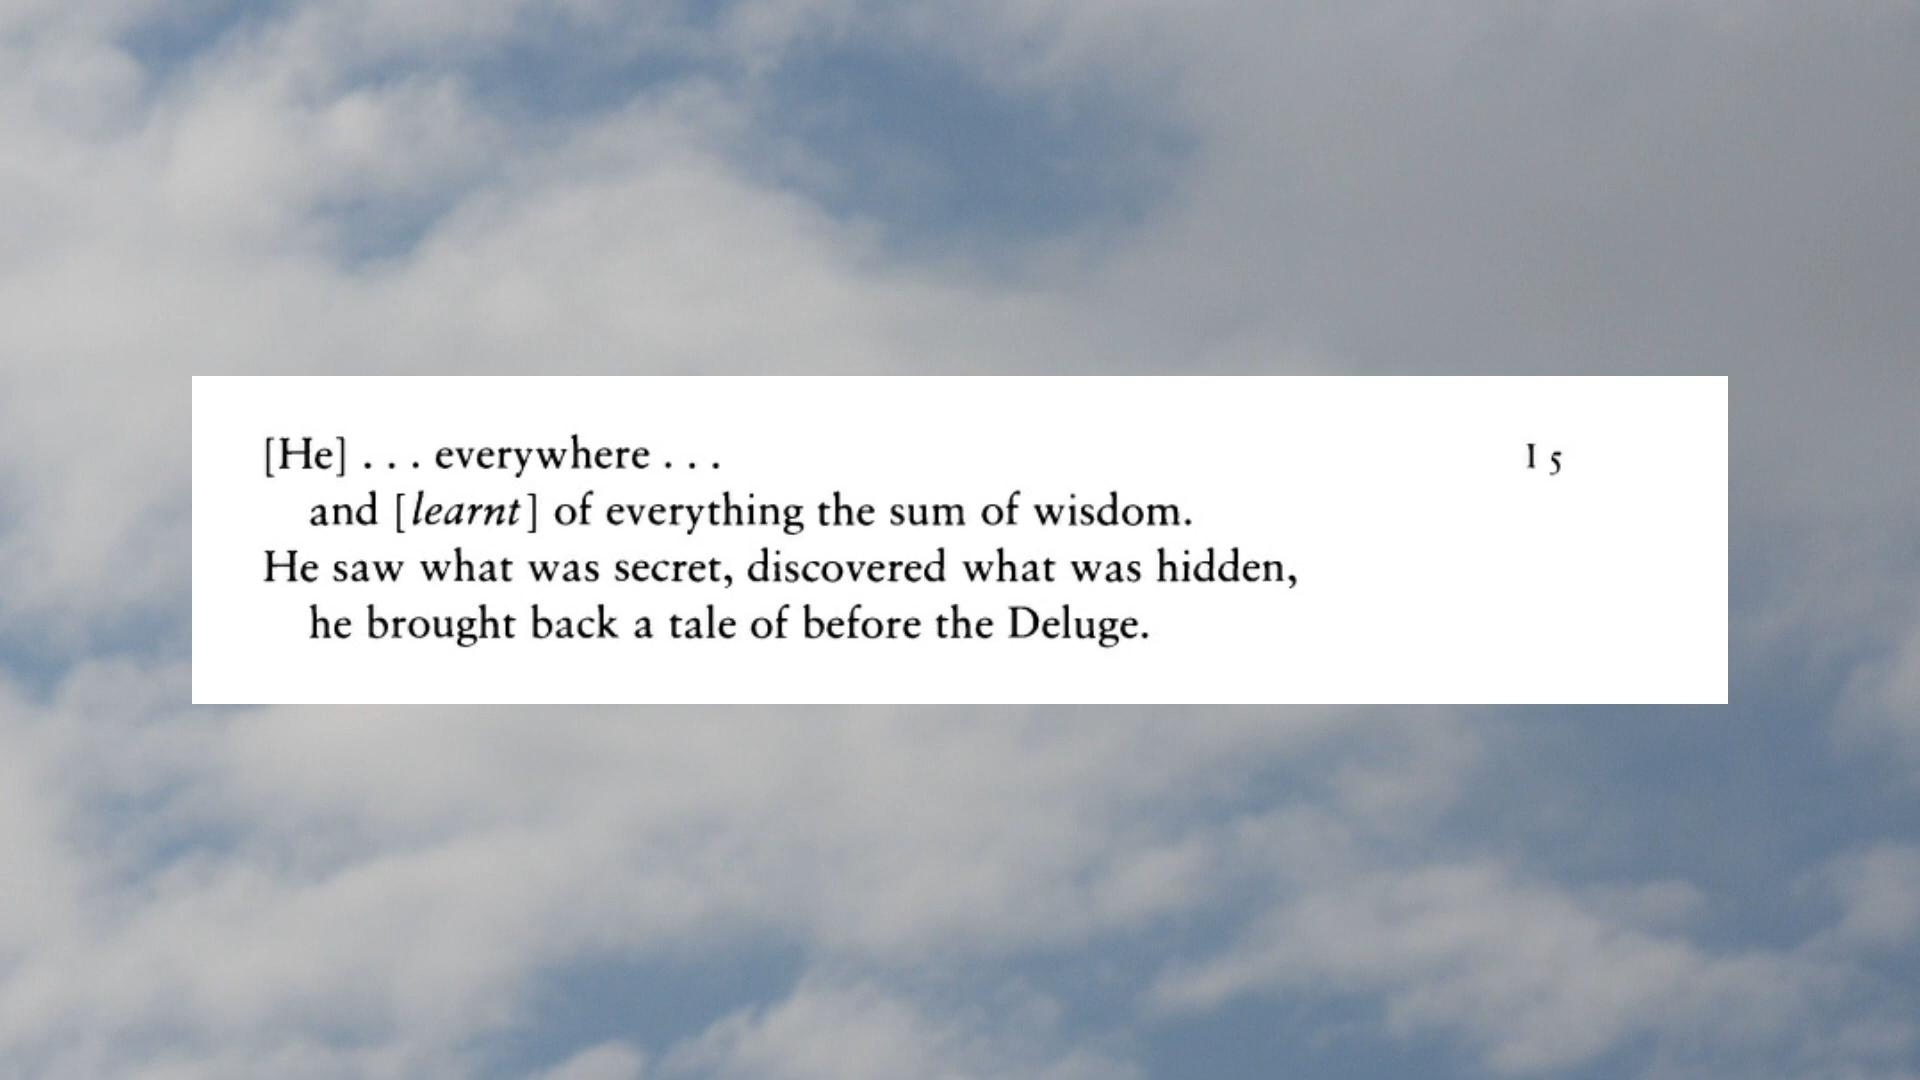 [He] . . . everywhere . . . I 5
and [learnt] of everything the sum of wisdom.
He saw what was secret, discovered what was hidden,
he brought back a tale of before the Deluge.